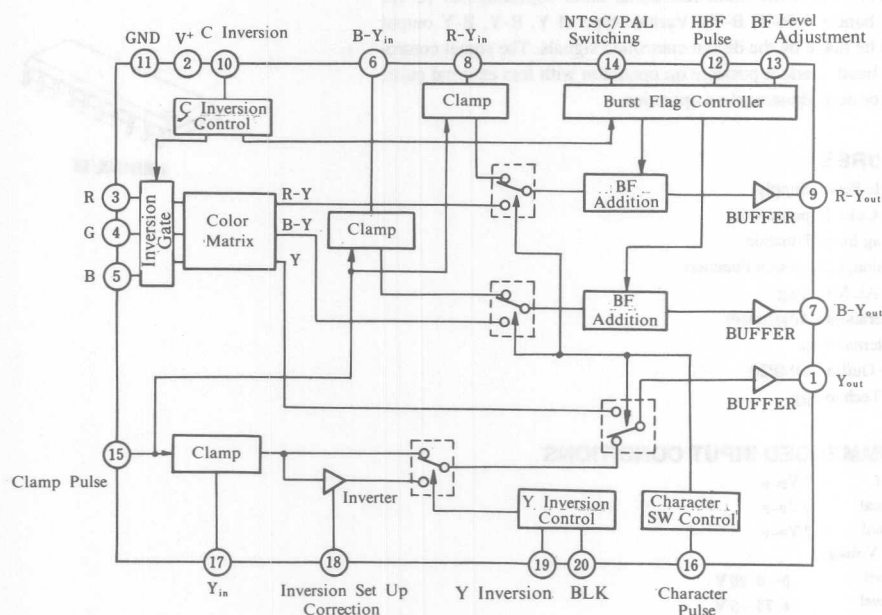 GND
V+ C Inversion
B-Yin
R-Yin
NTSC/PAL
Switching
HBF
Pulse
BF Level
Adjustment
11
2
10
6
8
14
12
13
C Inversion
Control
Clamp
Burst Flag Controller
R
3
G
4
B
5
Inversion
Gate
Color
Matrix
R-Y
B-Y
Y
Clamp
BF
Addition
BUFFER
9
R-Yout
BF
Addition
BUFFER
7
B-Yout
BUFFER
1
Yout
15
Clamp Pulse
Clamp
Inverter
Y Inversion
Control
Character
SW Control
17
Yin
18
Inversion Set Up
Correction
19
Y Inversion
20
BLK
16
Character
Pulse